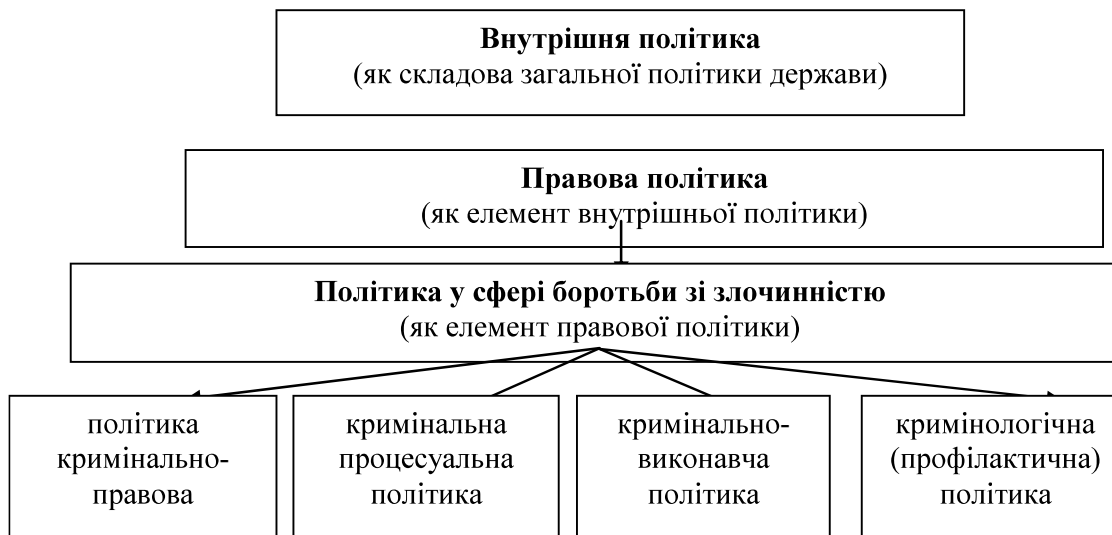 Внутрішня політика
(як складова загальної політики держави)
Правова політика
(як елемент внутрішньої політики)
Політика у сфері боротьби зі злочинністю
(як елемент правової політики)
політика
кримінально-
правова
кримінальна
процесуальна
політика
кримінально-
виконавча
політика
кримінологічна
(профілактична)
політика